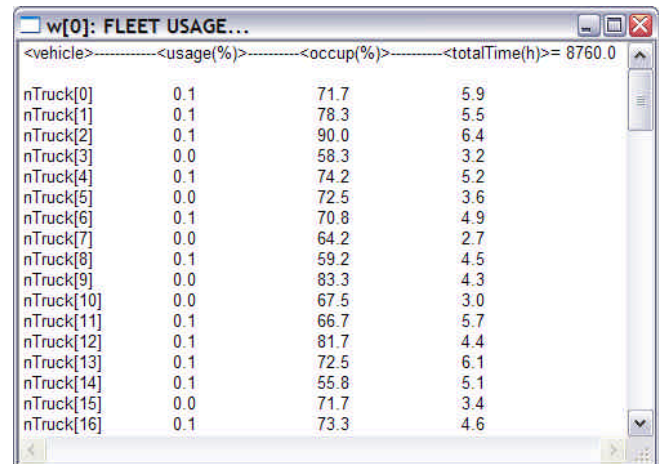 w[0]: FLEET USAGE...
<vehicle>------------<usage(%)>----------<occup(%)>----------<totalTime(h)>= 8760.0
nTruck[0] 0.1 71.7 5.9
nTruck[1] 0.1 78.3 5.5
nTruck[2] 0.1 90.0 6.4
nTruck[3] 0.0 58.3 3.2
nTruck[4] 0.1 74.2 5.2
nTruck[5] 0.0 72.5 3.6
nTruck[6] 0.1 70.8 4.9
nTruck[7] 0.0 64.2 2.7
nTruck[8] 0.1 59.2 4.5
nTruck[9] 0.0 83.3 4.3
nTruck[10] 0.0 67.5 3.0
nTruck[11] 0.1 66.7 5.7
nTruck[12] 0.1 81.7 4.4
nTruck[13] 0.1 72.5 6.1
nTruck[14] 0.1 55.8 5.1
nTruck[15] 0.0 71.7 3.4
nTruck[16] 0.1 73.3 4.6